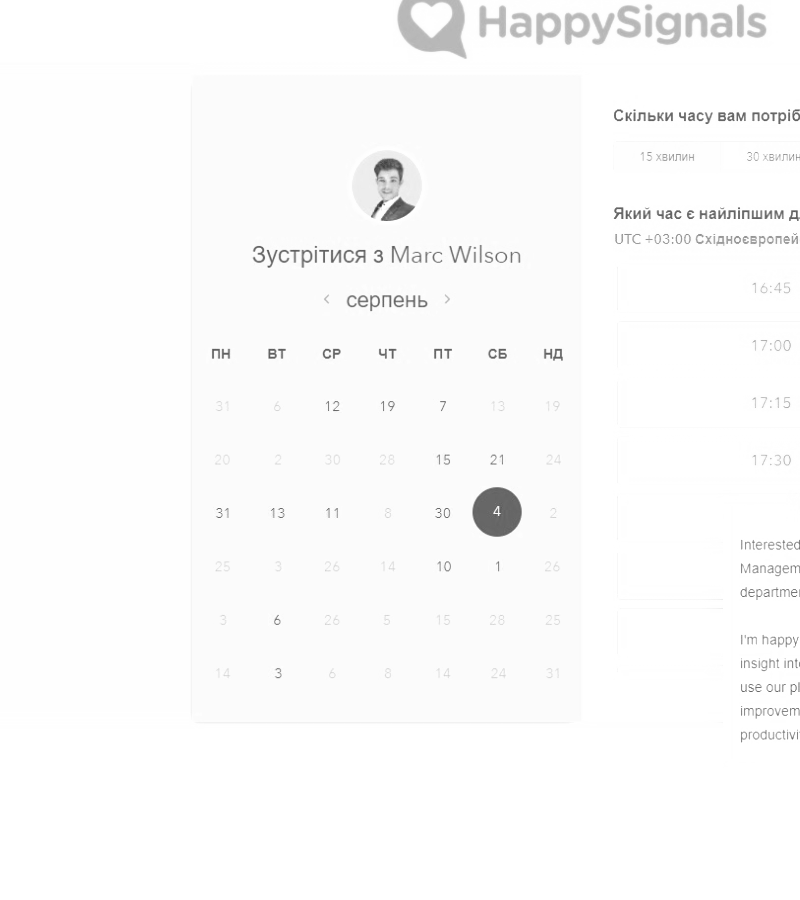 HappySignals
Зустрітися з Marc Wilson
серпень
ПН ВТ СР ЧТ ПТ СБ НД
31 6 12 19 7 13 19
20 2 30 28 15 21 24
31 13 11 8 30 4 2
25 3 26 14 10 1 26
3 6 26 5 15 28 25
14 3 6 8 14 24 31
Скільки часу вам потріб
15 хвилин 30 хвилин
Який час є найліпшим д
UTC +03:00 Східноєвропей
16:45
17:00
17:15
17:30
Interested
Managem
departmen
I'm happy
insight int
use our pl
improvem
productivi